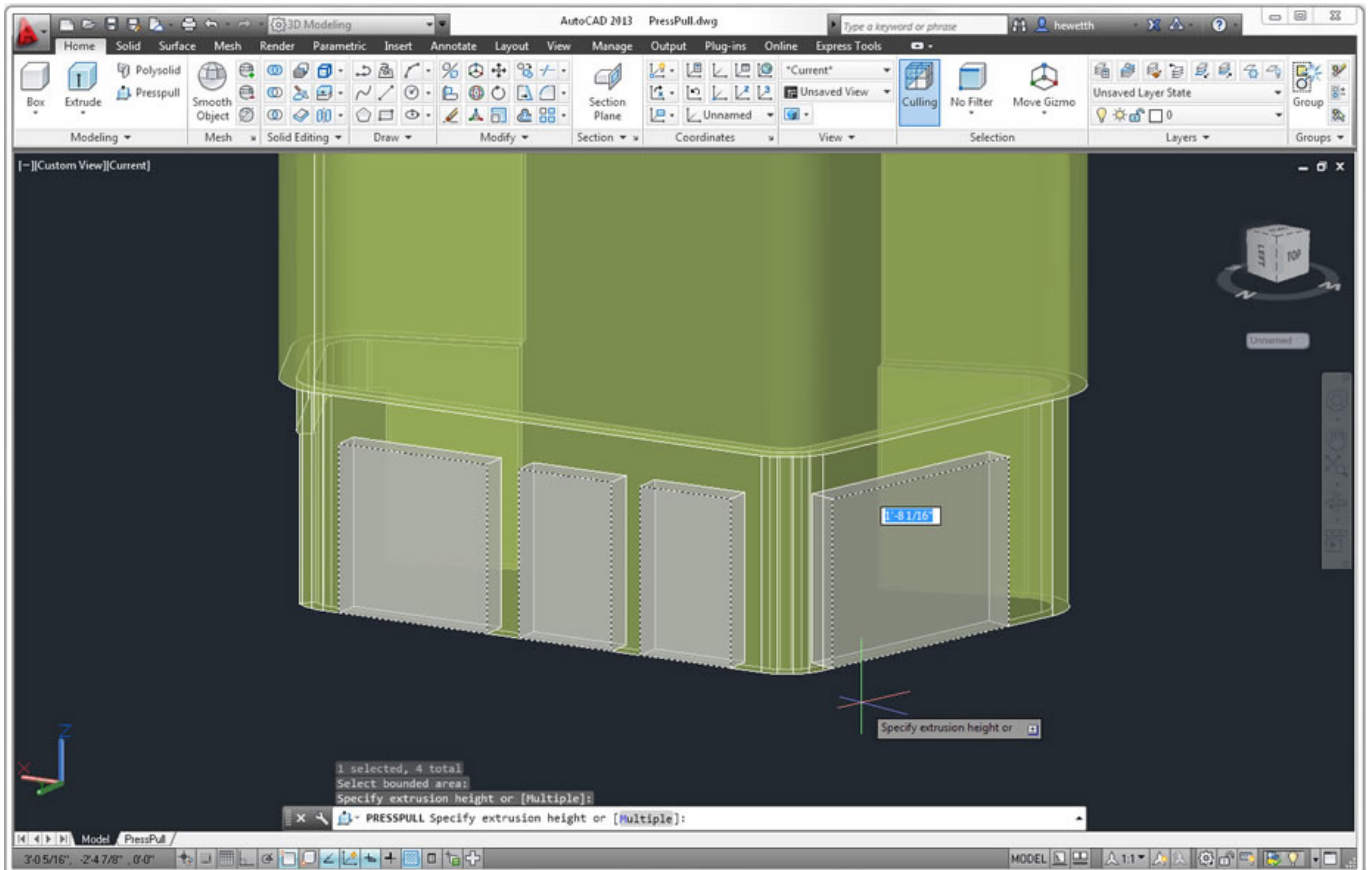 3D Modeling
AutoCAD 2013 PressPull.dwg
Type a keyword or phrase
hewetth
Home Solid Surface Mesh Render Parametric Insert Annotate Layout View Manage Output Plug-ins Online Express Tools
Box
Extrude
Polysolid
Presspull
Smooth Object
Section Plane
Unnamed
"Current"
Unsaved View
Culling
No Filter
Move Gizmo
Unsaved Layer State
0
Group
Modeling Mesh Solid Editing Draw Modify Section Coordinates View Selection Layers Groups
[−][Custom View][Current]
LEFT
TOP
N
Unnamed
1'-8 1/16"
Specify extrusion height or
Z
X
1 selected, 4 total
Select bounded area:
Specify extrusion height or [Multiple]:
PRESSPULL Specify extrusion height or [Multiple]:
Model PressPull
3'-0 5/16", -2'-4 7/8" , 0'-0"
MODEL
1:1